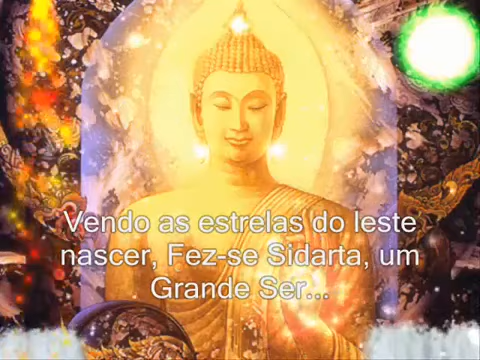 Vendo as estrelas do leste
nascer, Fez-se Sidarta, um
Grande Ser...